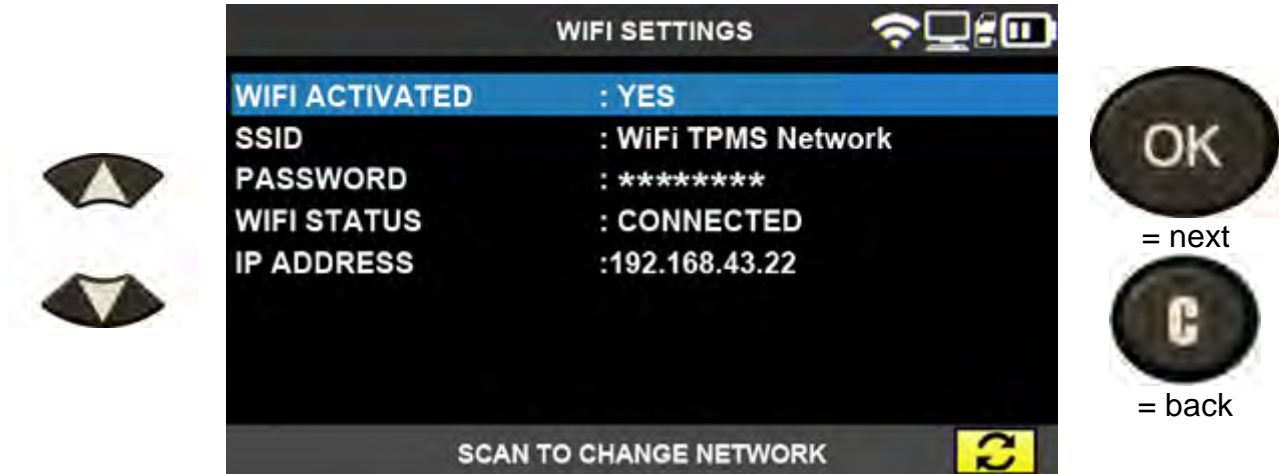 WIFI SETTINGS
WIFI ACTIVATED : YES
SSID : WiFi TPMS Network
PASSWORD : ********
WIFI STATUS : CONNECTED
IP ADDRESS :192.168.43.22
SCAN TO CHANGE NETWORK
OK
= next
C
= back